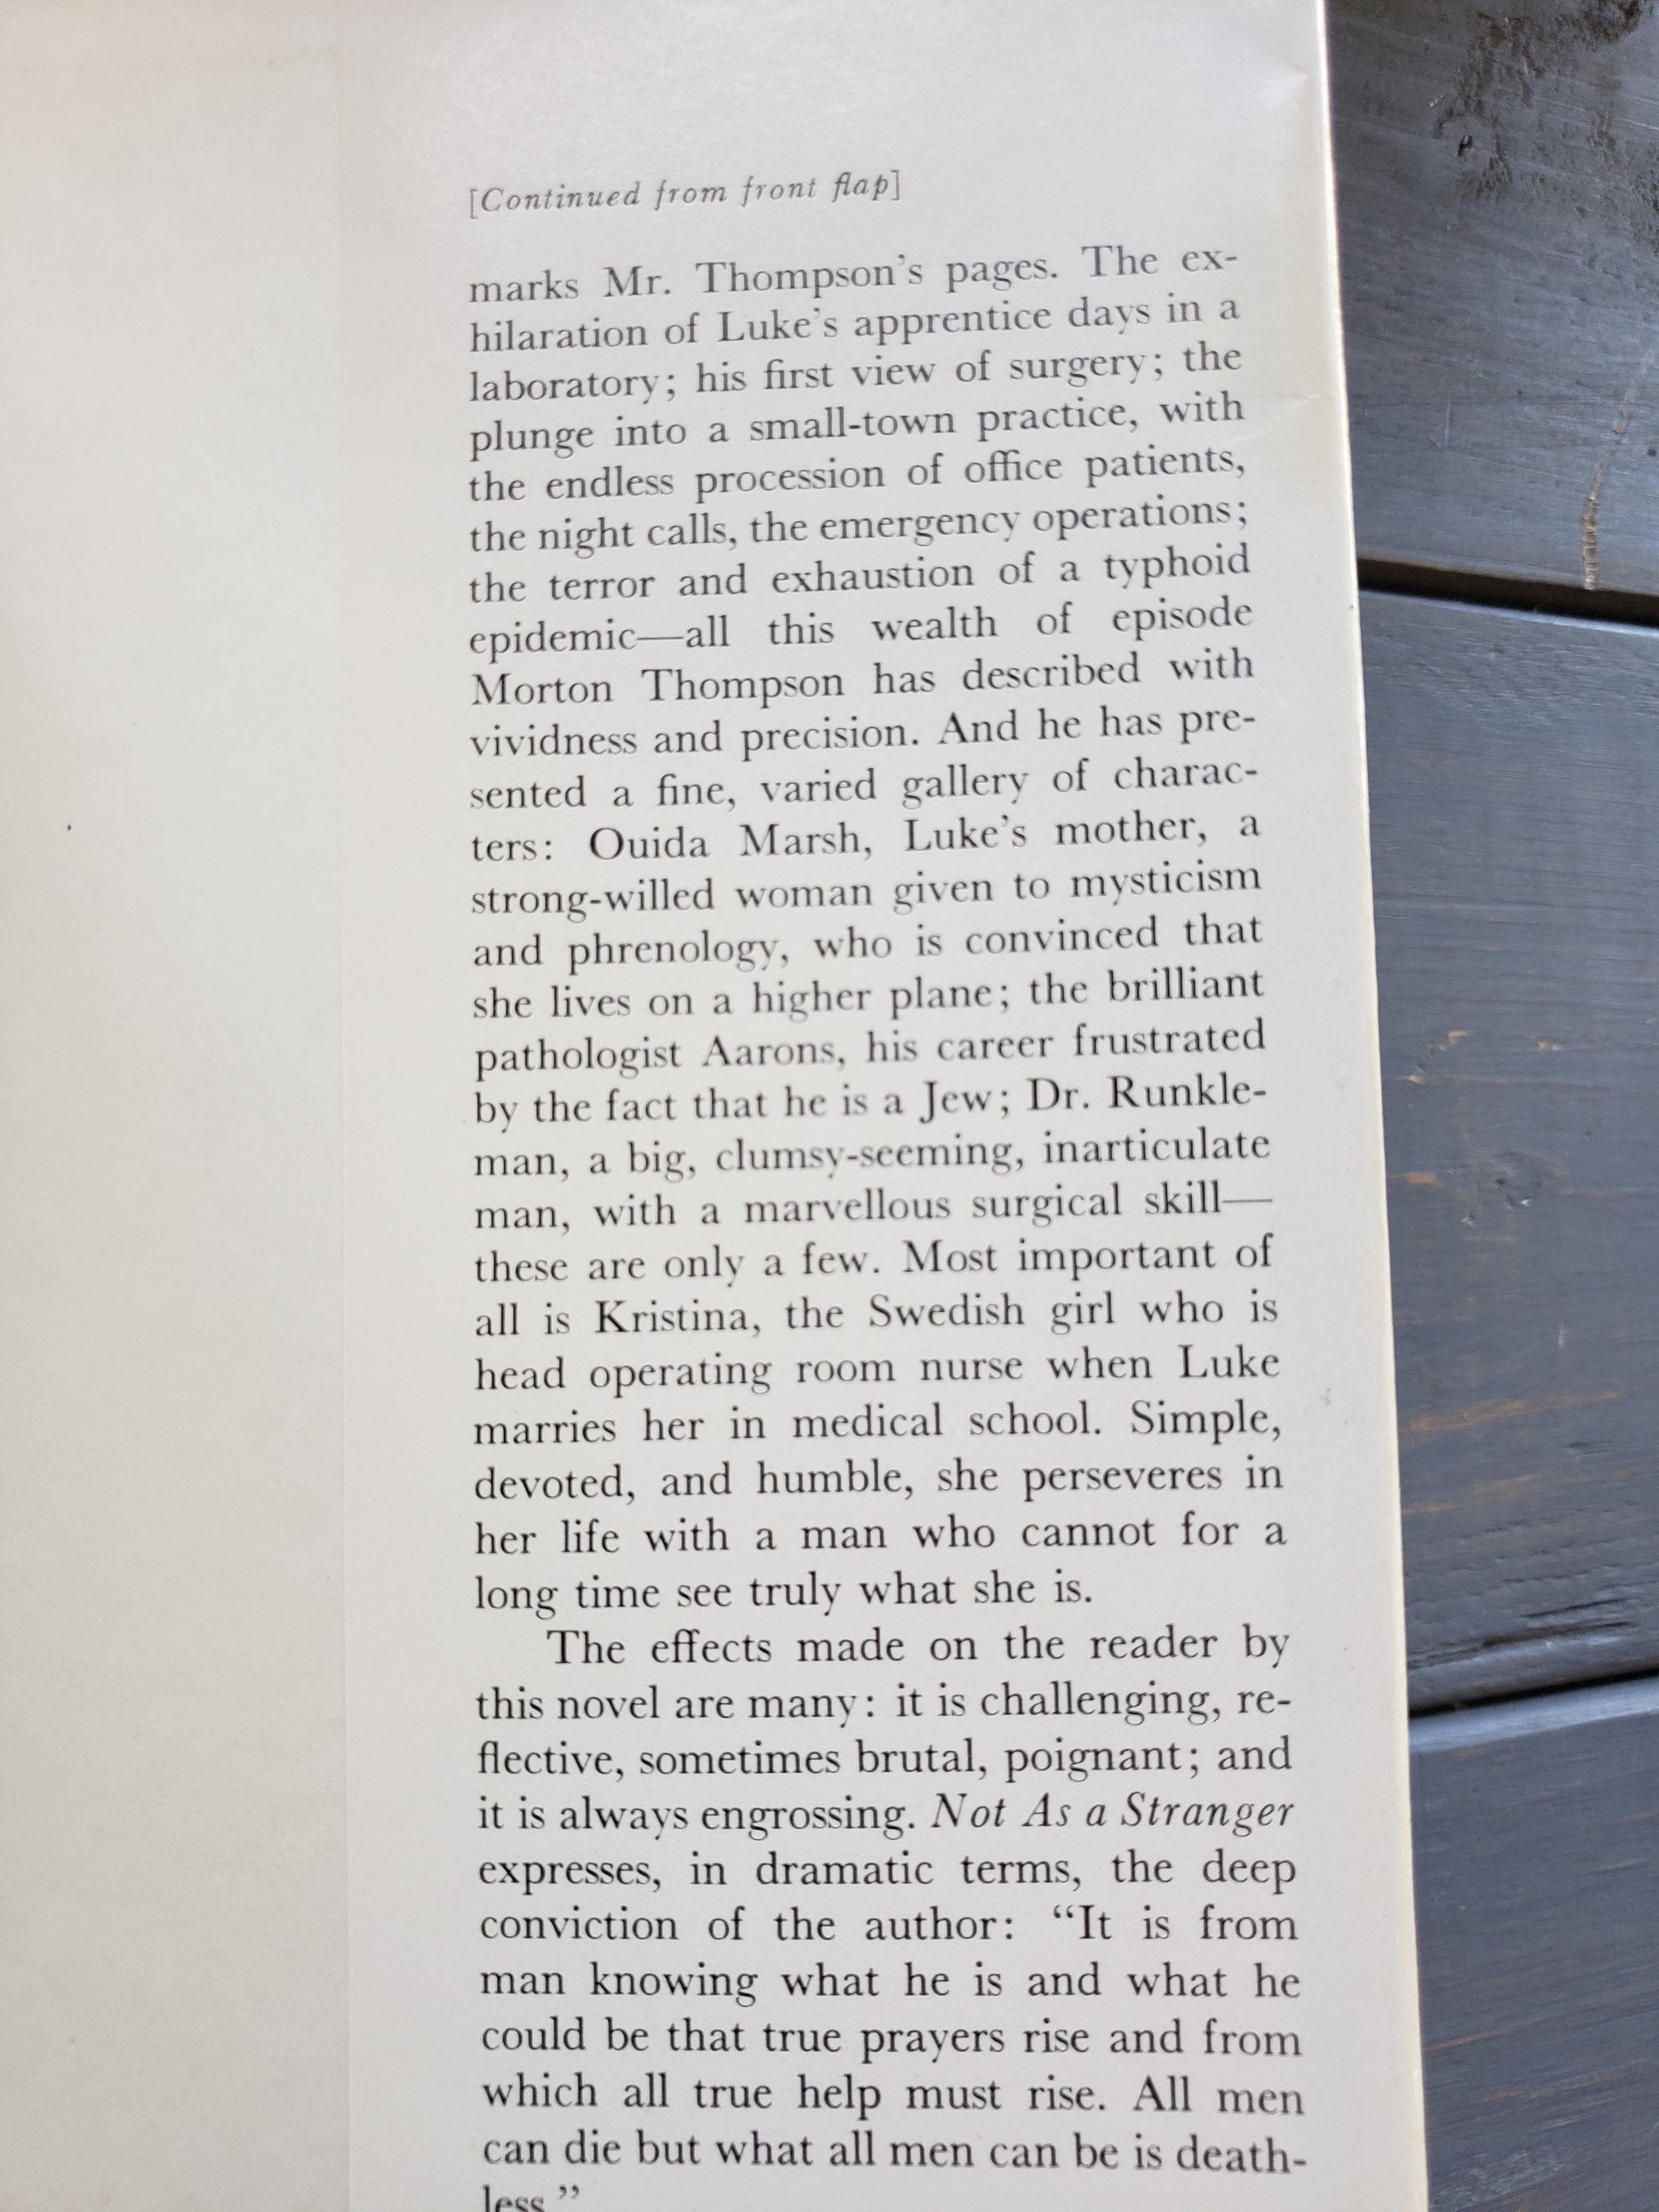 [Continued from front flap]
marks Mr. Thompson's pages. The ex-
hilaration of Luke's apprentice days in a
laboratory; his first view of surgery; the
plunge into a small-town practice, with
the endless procession of office patients,
the night calls, the emergency operations;
the terror and exhaustion of a typhoid
epidemic—all this wealth of episode
Morton Thompson has described with
vividness and precision. And he has pre-
sented a fine, varied gallery of charac-
ters: Ouida Marsh, Luke's mother, a
strong-willed woman given to mysticism
and phrenology, who is convinced that
she lives on a higher plane; the brilliant
pathologist Aarons, his career frustrated
by the fact that he is a Jew; Dr. Runkle-
man, a big, clumsy-seeming, inarticulate
man, with a marvellous surgical skill—
these are only a few. Most important of
all is Kristina, the Swedish girl who is
head operating room nurse when Luke
marries her in medical school. Simple,
devoted, and humble, she perseveres in
her life with a man who cannot for a
long time see truly what she is.
The effects made on the reader by
this novel are many: it is challenging, re-
flective, sometimes brutal, poignant; and
it is always engrossing. Not As a Stranger
expresses, in dramatic terms, the deep
conviction of the author: “It is from
man knowing what he is and what he
could be that true prayers rise and from
which all true help must rise. All men
can die but what all men can be is death-
less.”